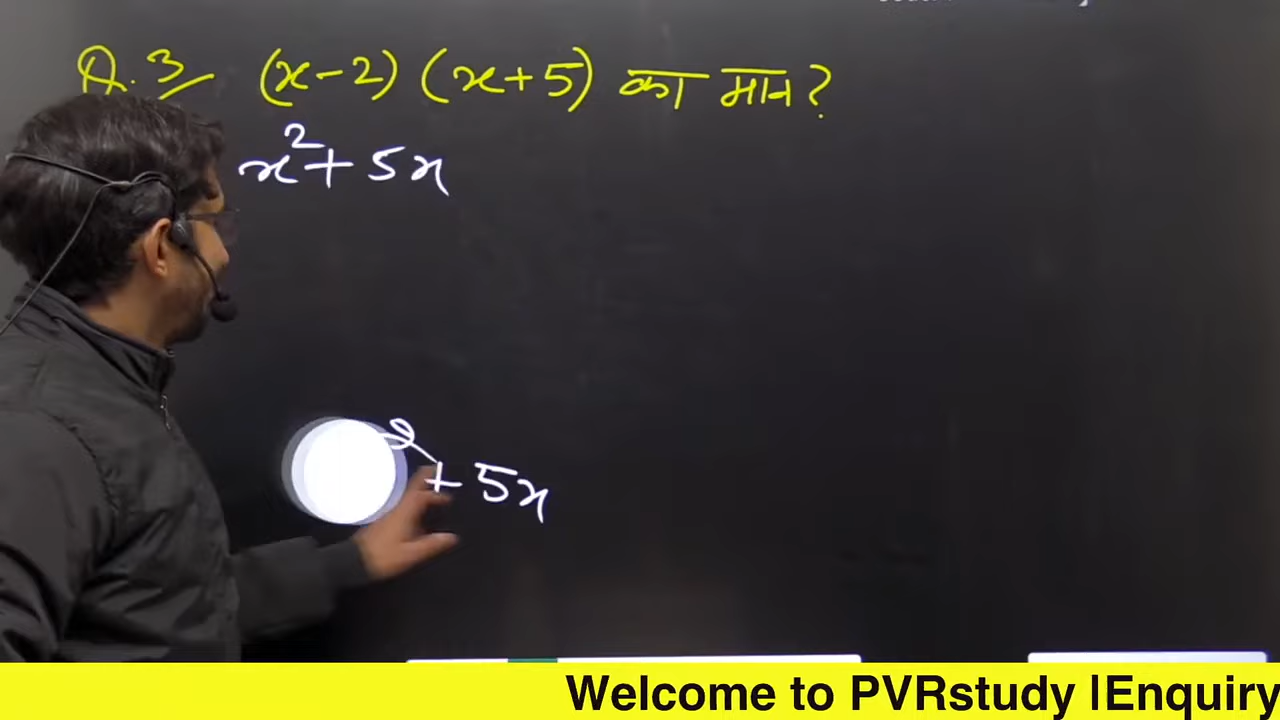 Q.3 (x-2) (x+5) का मान?
x²+5x
+ 5x
Welcome to PVRstudy |Enquiry